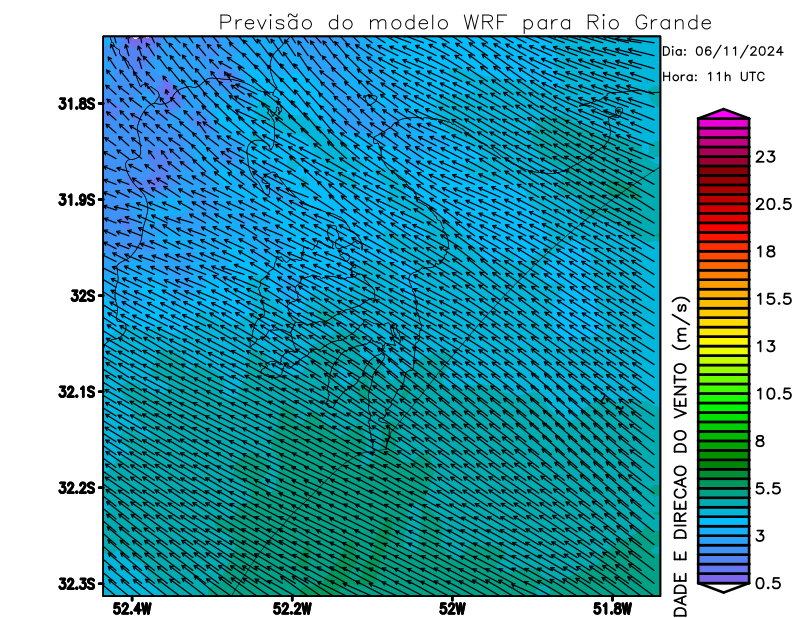 Previsão do modelo WRF para Rio Grande
Dia: 06/11/2024
Hora: 11h UTC
31.8S
31.9S
32S
32.1S
32.2S
32.3S
52.4W
52.2W
52W
51.8W
DADE E DIRECAO DO VENTO (m/s)
23
20.5
18
15.5
13
10.5
8
5.5
3
0.5